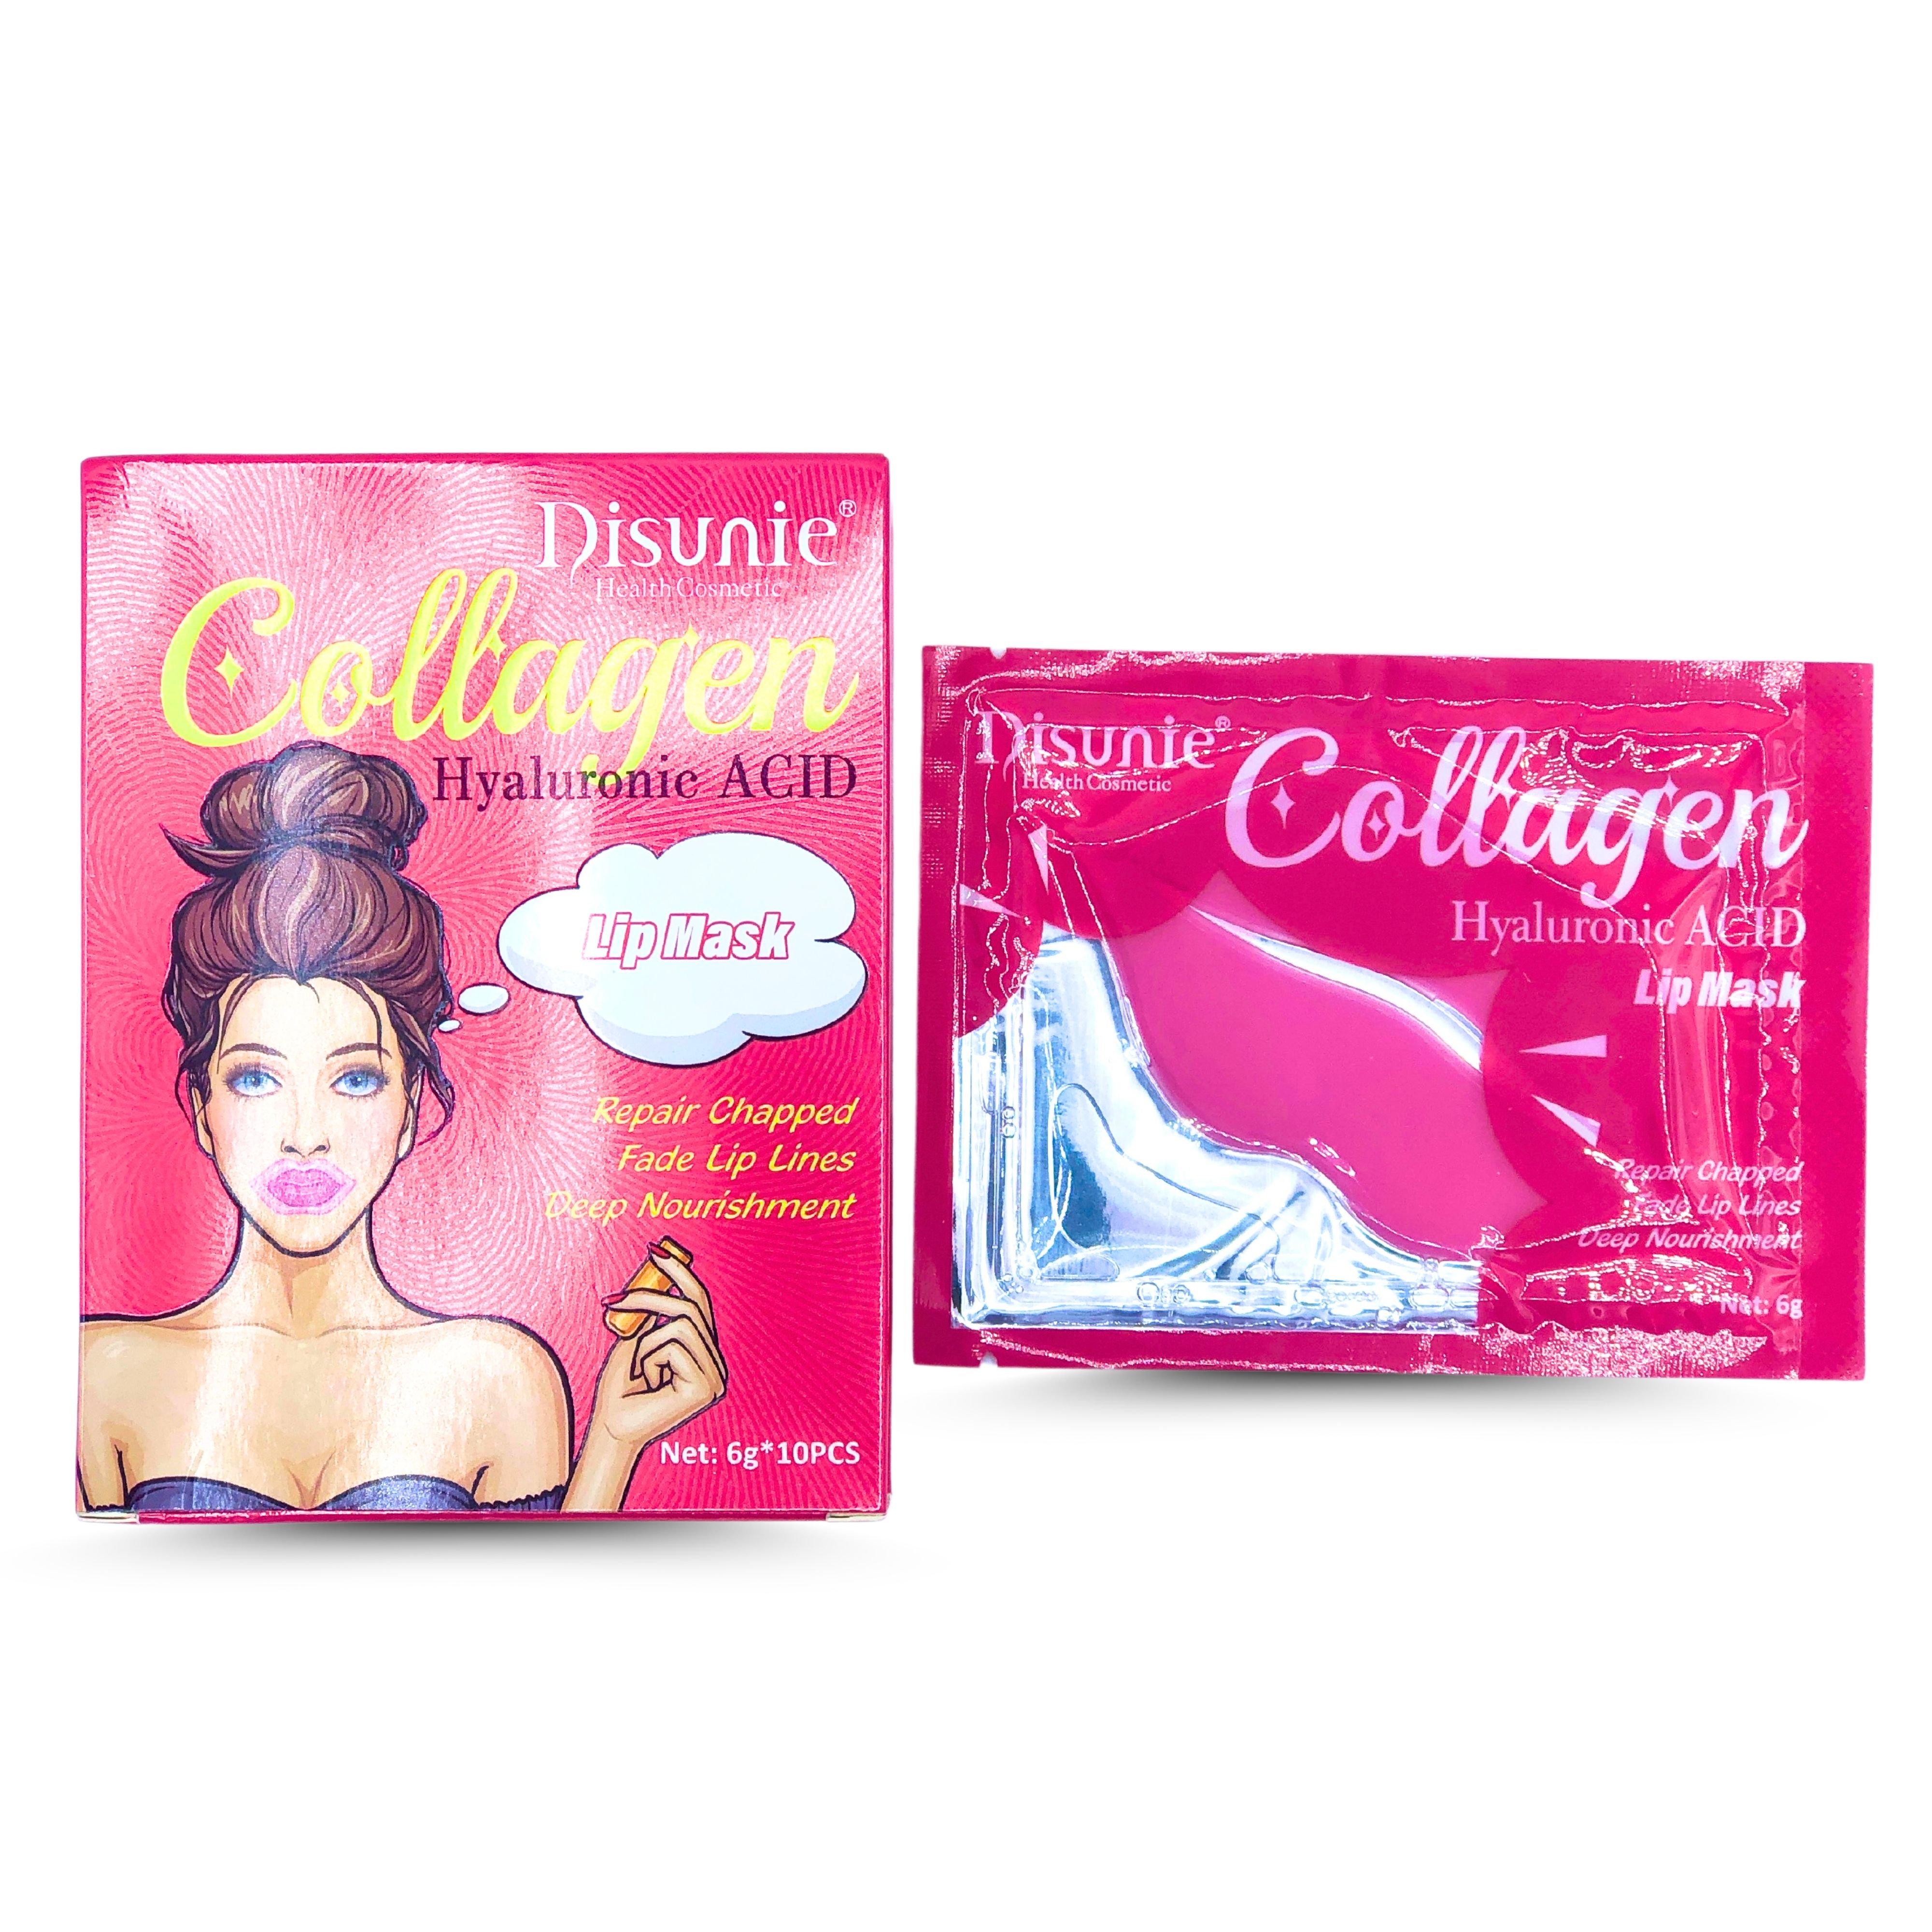 Disunie®
Health Cosmetic
Collagen
Hyaluronic ACID
Lip Mask
Repair Chapped
Fade Lip Lines
Deep Nourishment
Net: 6g*10PCS
Disunie®
Health Cosmetic
Collagen
Hyaluronic ACID
Lip Mask
Repair Chapped
Fade Lip Lines
Deep Nourishment
Net: 6g